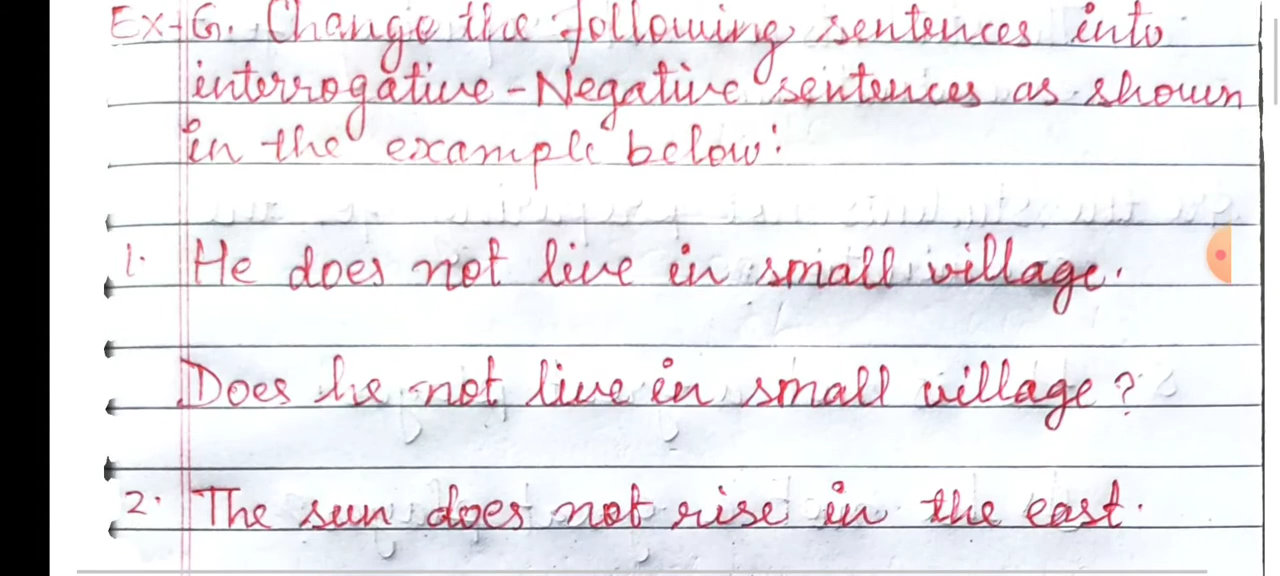 Ex-G. Change the following sentences into
interrogative-Negative sentences as shown
in the example below:
1. He does not live in small village.
Does he not live in small village?
2. The sun does not rise in the east.